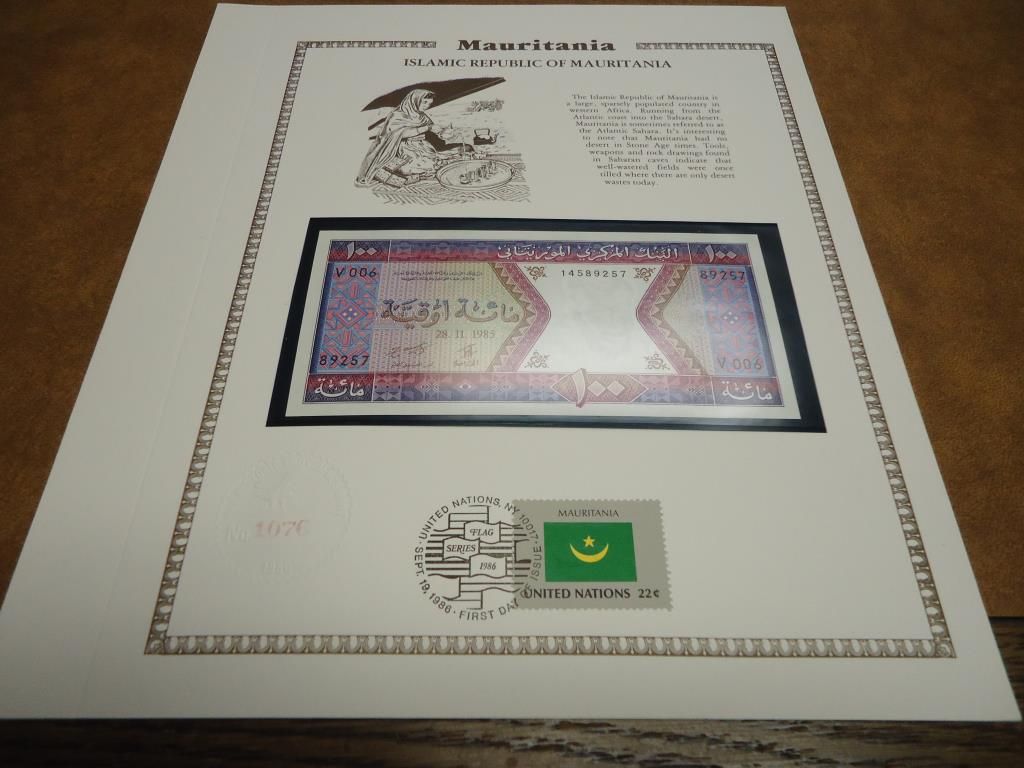 Mauritania
ISLAMIC REPUBLIC OF MAURITANIA
The Islamic Republic of Mauritania is
a large, sparsely populated country in
western Africa. Running from the
Atlantic coast into the Sahara desert,
Mauritania is sometimes referred to as
the Atlantic Sahara. It's interesting
to note that Mauritania had no
desert in Stone Age times. Tools,
weapons and rock drawings found
in Saharan caves indicate that
well-watered fields were once
tilled where there are only desert
wastes today.
١٠٠ البنك المركزي الموريتاني ١٠٠
V 006 14589257 89257
مائة أوقية
28. 11. 1985
89257 V 006
مائة ١٠٠ مائة
No. 1076
UNITED NATIONS, NY 10017
FLAG
SERIES
1986
SEPT. 19, 1986 · FIRST DAY OF ISSUE
MAURITANIA
UNITED NATIONS 22¢